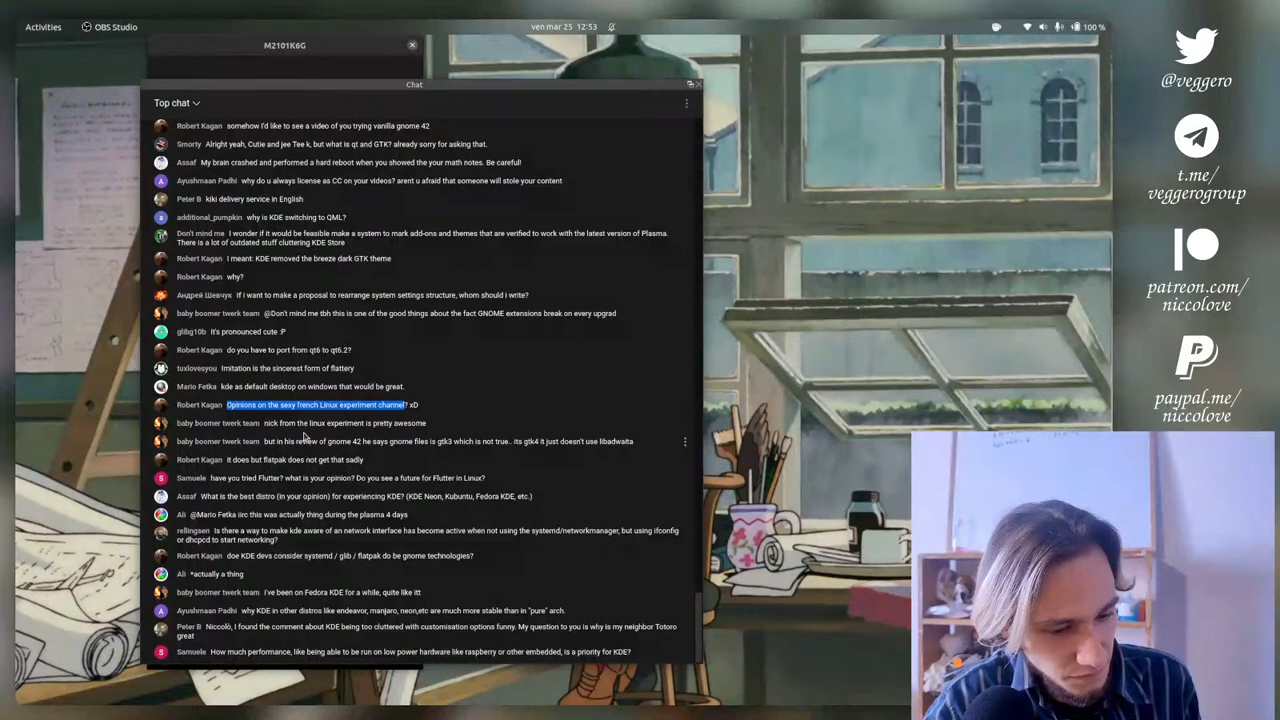 Activities
OBS Studio
ven mar 25 12:53
100 %
M2101K6G
Chat
Top chat
Robert Kagan somehow I'd like to see a video of you trying vanilla gnome 42
Smorty Alright yeah, Cutie and jee Tee k, but what is qt and GTK? already sorry for asking that.
Assaf My brain crashed and performed a hard reboot when you showed the your math notes. Be careful!
A Ayushmaan Padhi why do u always license as CC on your videos? arent u afraid that someone will stole your content
Peter B kiki delivery service in English
a additional_pumpkin why is KDE switching to QML?
Don't mind me I wonder if it would be feasible make a system to mark add-ons and themes that are verified to work with the latest version of Plasma.
There is a lot of outdated stuff cluttering KDE Store
Robert Kagan I meant: KDE removed the breeze dark GTK theme
Robert Kagan why?
Андрей Шевчук If i want to make a proposal to rearrange system settings structure, whom should i write?
baby boomer twerk team @Don't mind me tbh this is one of the good things about the fact GNOME extensions break on every upgrad
glibg10b It's pronounced cute :P
Robert Kagan do you have to port from qt6 to qt6.2?
tuxlovesyou Imitation is the sincerest form of flattery
Mario Fetka kde as default desktop on windows that would be great.
Robert Kagan Opinions on the sexy french Linux experiment channel? xD
baby boomer twerk team nick from the linux experiment is pretty awesome
baby boomer twerk team but in his review of gnome 42 he says gnome files is gtk3 which is not true.. its gtk4 it just doesn't use libadwaita
Robert Kagan it does but flatpak does not get that sadly
S Samuele have you tried Flutter? what is your opinion? Do you see a future for Flutter in Linux?
Assaf What is the best distro (in your opinion) for experiencing KDE? (KDE Neon, Kubuntu, Fedora KDE, etc.)
Ali @Mario Fetka iirc this was actually thing during the plasma 4 days
rellingsen Is there a way to make kde aware of an network interface has become active when not using the systemd/networkmanager, but using ifconfig
or dhcpcd to start networking?
Robert Kagan doe KDE devs consider systemd / glib / flatpak do be gnome technologies?
Ali *actually a thing
baby boomer twerk team i've been on Fedora KDE for a while, quite like itt
A Ayushmaan Padhi why KDE in other distros like endeavor, manjaro, neon,etc are much more stable than in "pure" arch.
Peter B Niccolò, I found the comment about KDE being too cluttered with customisation options funny. My question to you is why is my neighbor Totoro
great
S Samuele How much performance, like being able to be run on low power hardware like raspberry or other embedded, is a priority for KDE?
@veggero
t.me/
veggerogroup
patreon.com/
niccolove
paypal.me/
niccolove